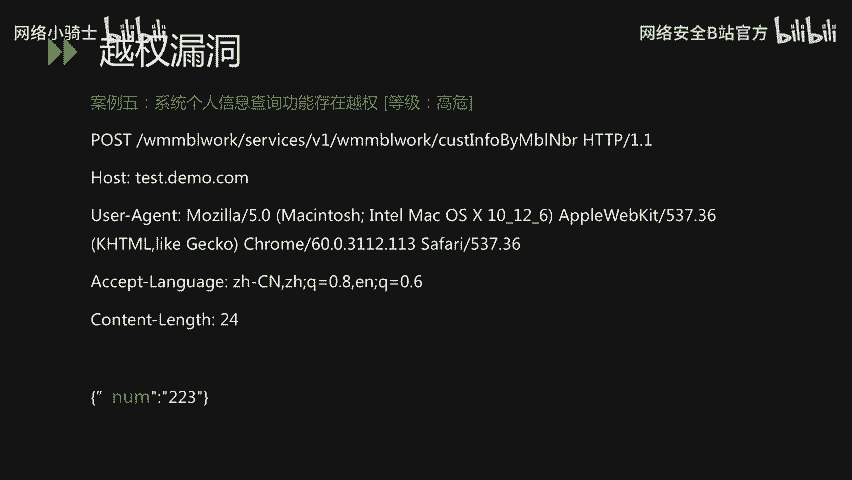 网络小骑士 bilibili
网络安全B站官方 bilibili
越权漏洞
案例五：系统个人信息查询功能存在越权 [等级：高危]
POST /wmmblwork/services/v1/wmmblwork/custInfoByMblNbr HTTP/1.1
Host: test.demo.com
User-Agent: Mozilla/5.0 (Macintosh; Intel Mac OS X 10_12_6) AppleWebKit/537.36
(KHTML,like Gecko) Chrome/60.0.3112.113 Safari/537.36
Accept-Language: zh-CN,zh;q=0.8,en;q=0.6
Content-Length: 24
{" num":"223"}